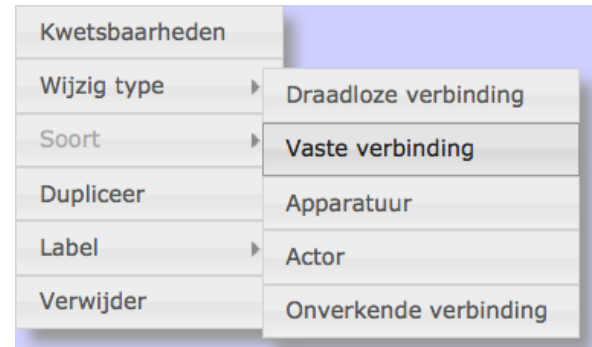 Kwetsbaarheden
Wijzig type
Soort
Dupliceer
Label
Verwijder
Draadloze verbinding
Vaste verbinding
Apparatuur
Actor
Onverkende verbinding